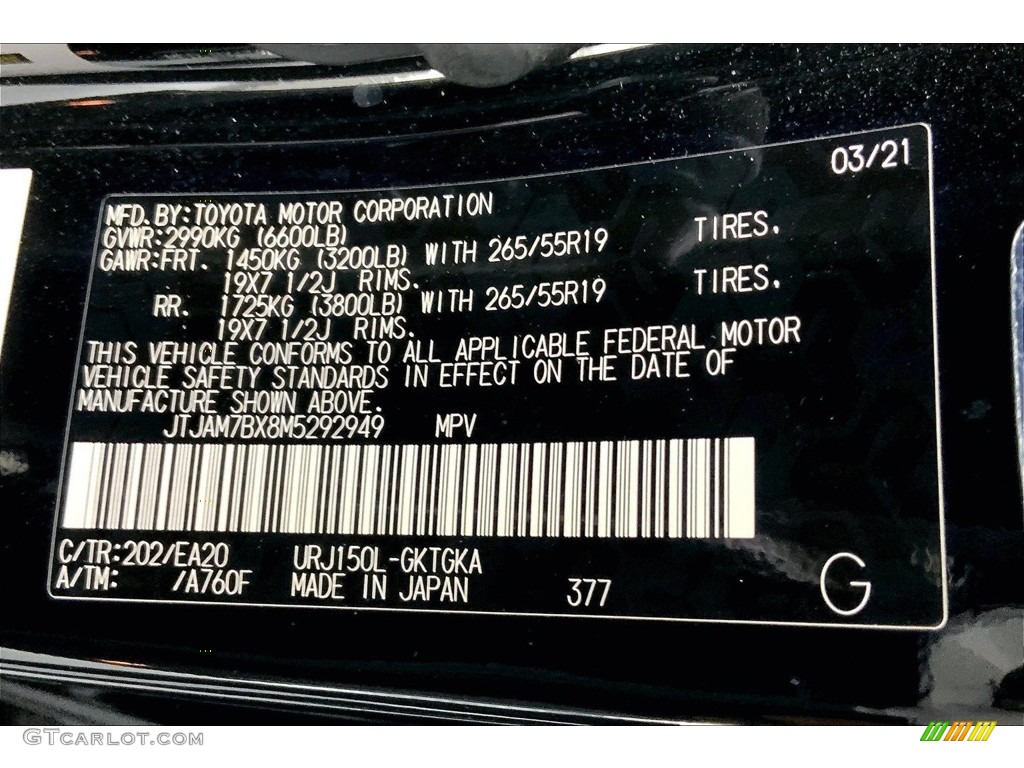 03/21
MFD. BY:TOYOTA MOTOR CORPORATION
GVWR:2990KG (6600LB)
GAWR:FRT. 1450KG (3200LB) WITH 265/55R19 TIRES.
19X7 1/2J RIMS.
RR. 1725KG (3800LB) WITH 265/55R19 TIRES.
19X7 1/2J RIMS.
THIS VEHICLE CONFORMS TO ALL APPLICABLE FEDERAL MOTOR
VEHICLE SAFETY STANDARDS IN EFFECT ON THE DATE OF
MANUFACTURE SHOWN ABOVE.
JTJAM7BX8M5292949 MPV
C/TR:202/EA20 URJ150L-GKTGKA
A/TM: /A760F MADE IN JAPAN 377 G
GTCARLOT.COM